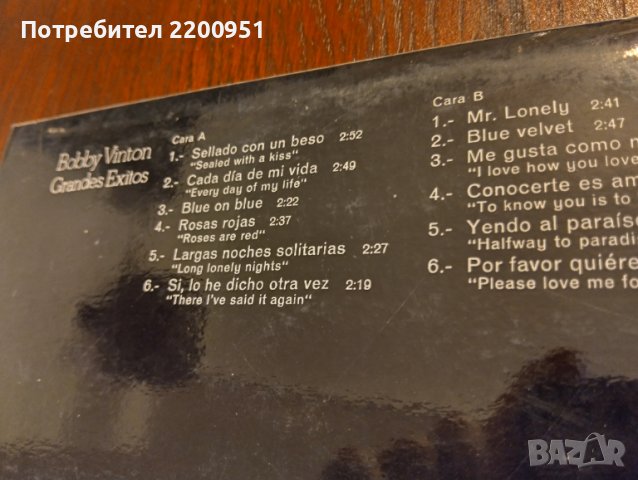 Потребител 2200951
Bobby Vinton
Grandes Exitos
Cara A
1.- Sellado con un beso 2:52
"Sealed with a kiss"
2.- Cada día de mi vida 2:49
"Every day of my life"
3.- Blue on blue 2:22
4.- Rosas rojas 2:37
"Roses are red"
5.- Largas noches solitarias 2:27
"Long lonely nights"
6.- Si, lo he dicho otra vez 2:19
"There I've said it again"
Cara B
1.- Mr. Lonely 2:41
2.- Blue velvet 2:47
3.- Me gusta como
"I love how you love
4.- Conocerte es
"To know you is to
5.- Yendo al paraíso
"Halfway to
6.- Por favor
"Please love me
BAZAR